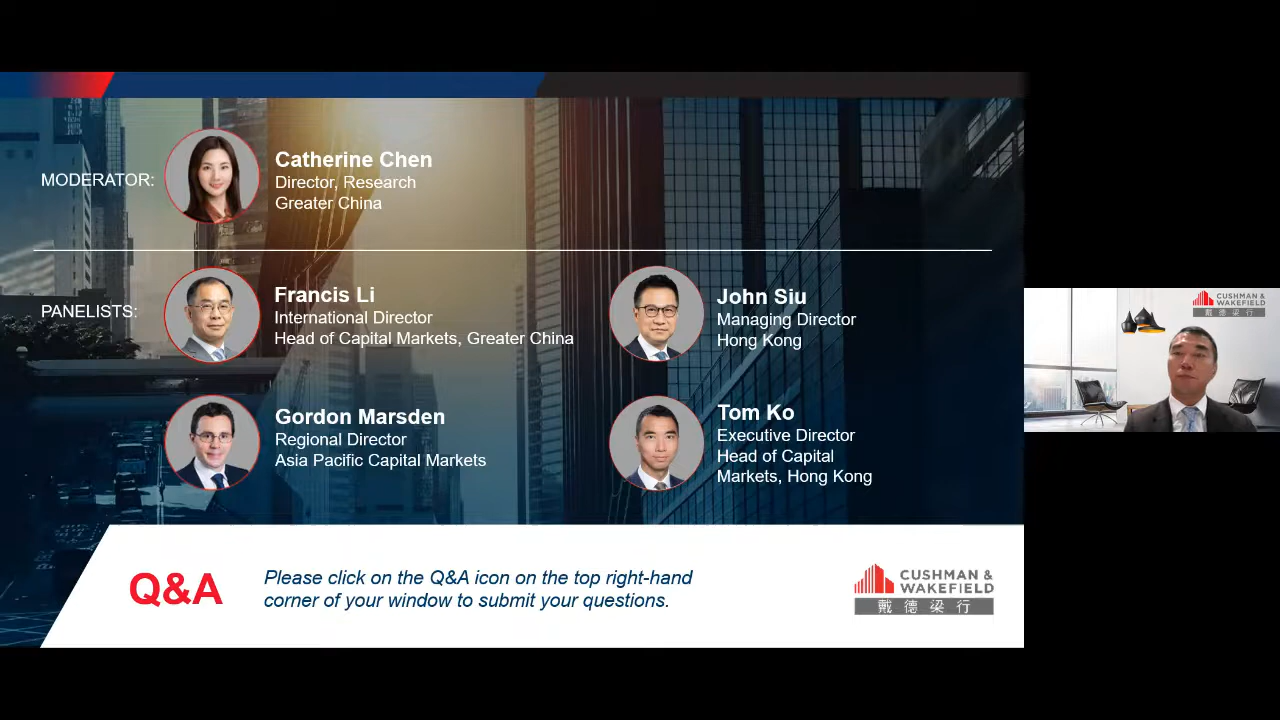 MODERATOR:
Catherine Chen
Director, Research
Greater China
PANELISTS:
Francis Li
International Director
Head of Capital Markets, Greater China
John Siu
Managing Director
Hong Kong
Gordon Marsden
Regional Director
Asia Pacific Capital Markets
Tom Ko
Executive Director
Head of Capital
Markets, Hong Kong
Q&A
Please click on the Q&A icon on the top right-hand
corner of your window to submit your questions.
CUSHMAN &
WAKEFIELD
戴德梁行
CUSHMAN &
WAKEFIELD
戴德梁行